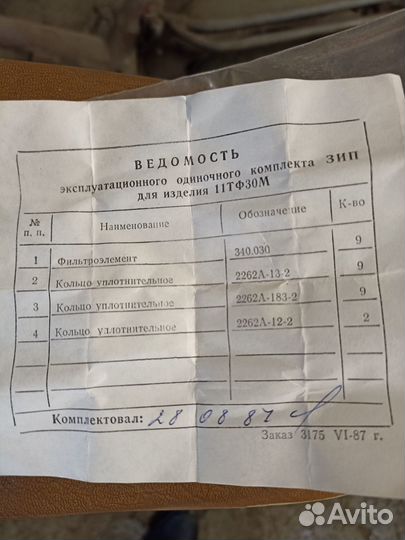 ВЕДОМОСТЬ
эксплуатационного одиночного комплекта ЗИП
для изделия 11ТФ30М
№ п. п. Наименование Обозначение К-во
1 Фильтроэлемент 340.030 9
2 Кольцо уплотнительное 2262А-13-2 9
3 Кольцо уплотнительное 2262А-183-2 9
4 Кольцо уплотнительное 2262А-12-2 2
Комплектовал: 28 08 87
Заказ 3175 VI-87 г.
Avito